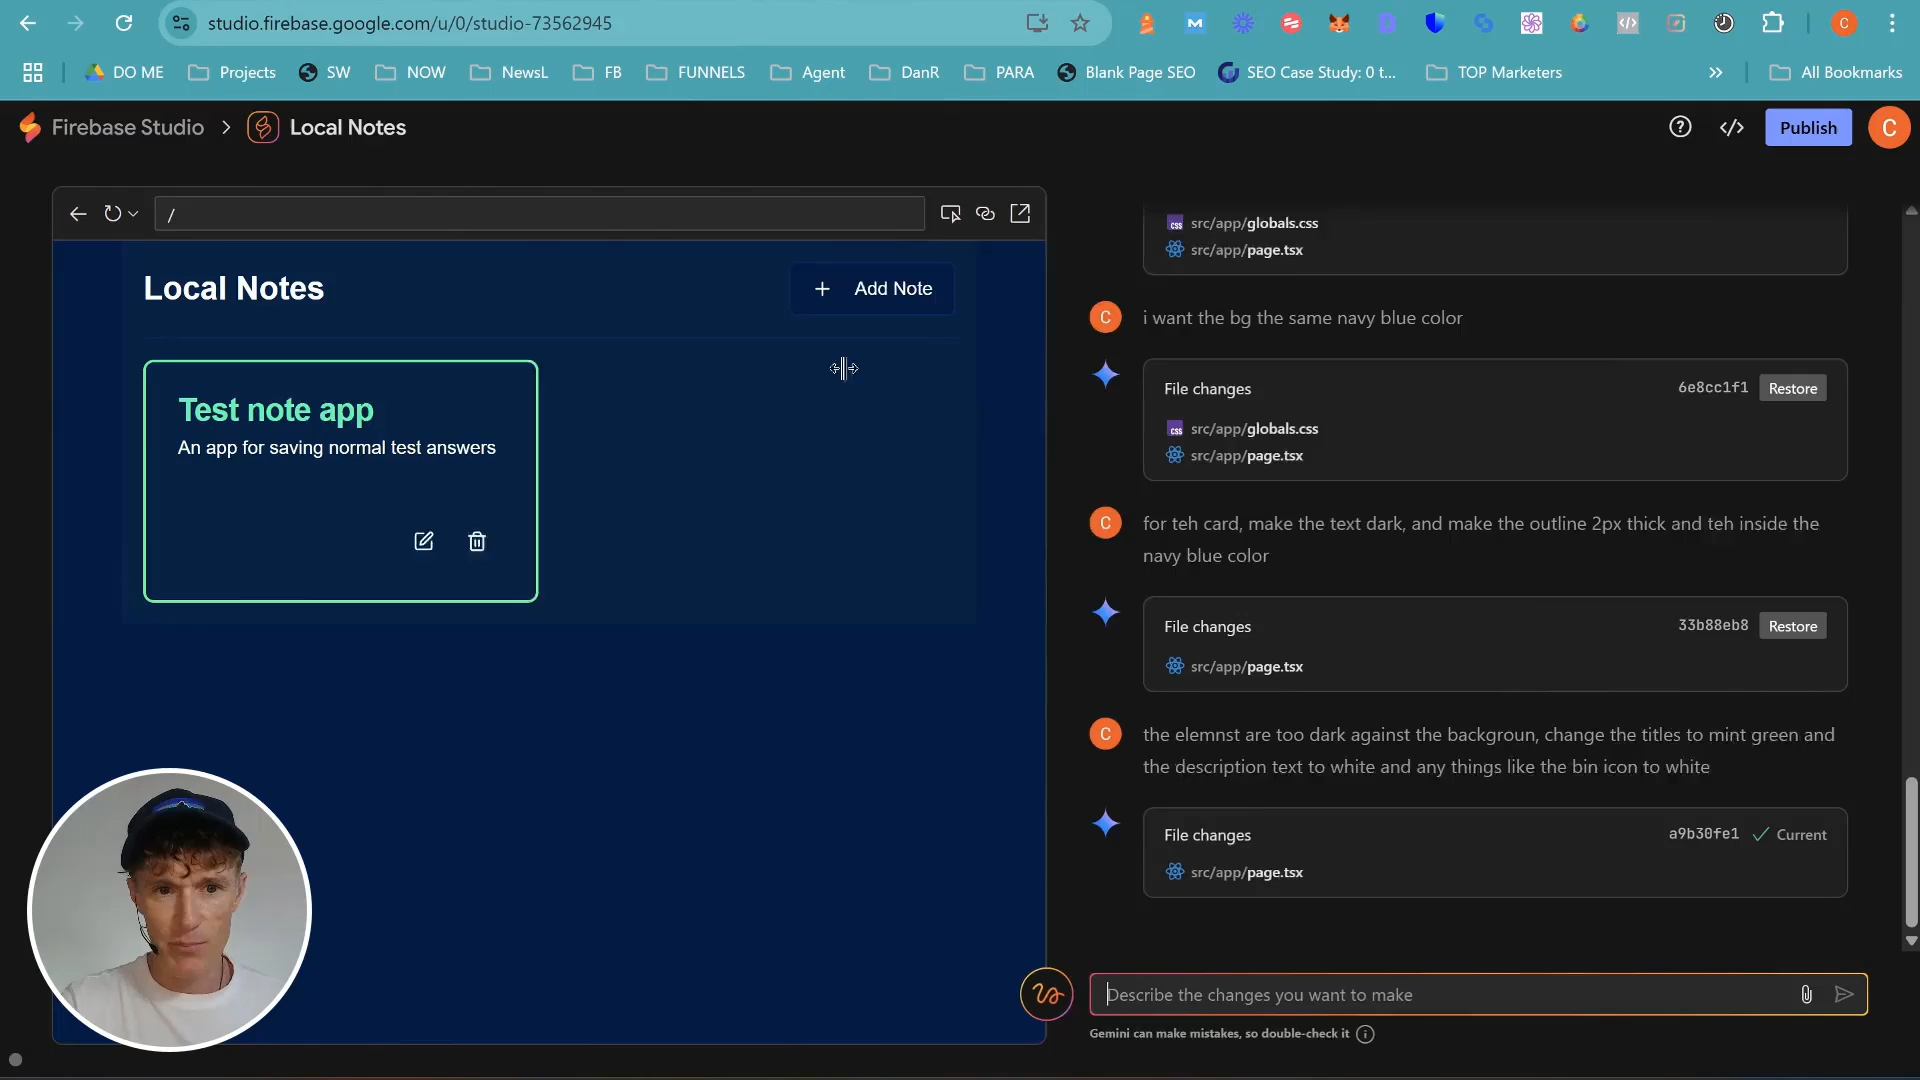 studio.firebase.google.com/u/0/studio-73562945
C
DO ME
Projects
SW
NOW
NewsL
FB
FUNNELS
Agent
DanR
PARA
Blank Page SEO
SEO Case Study: 0 t...
TOP Marketers
All Bookmarks
Firebase Studio
Local Notes
Publish
C
/
Local Notes
+ Add Note
Test note app
An app for saving normal test answers
css src/app/globals.css
src/app/page.tsx
C
i want the bg the same navy blue color
File changes
6e8cc1f1
Restore
css src/app/globals.css
src/app/page.tsx
C
for teh card, make the text dark, and make the outline 2px thick and teh inside the
navy blue color
File changes
33b88eb8
Restore
src/app/page.tsx
C
the elemnst are too dark against the backgroun, change the titles to mint green and
the description text to white and any things like the bin icon to white
File changes
a9b30fe1
Current
src/app/page.tsx
Describe the changes you want to make
Gemini can make mistakes, so double-check it